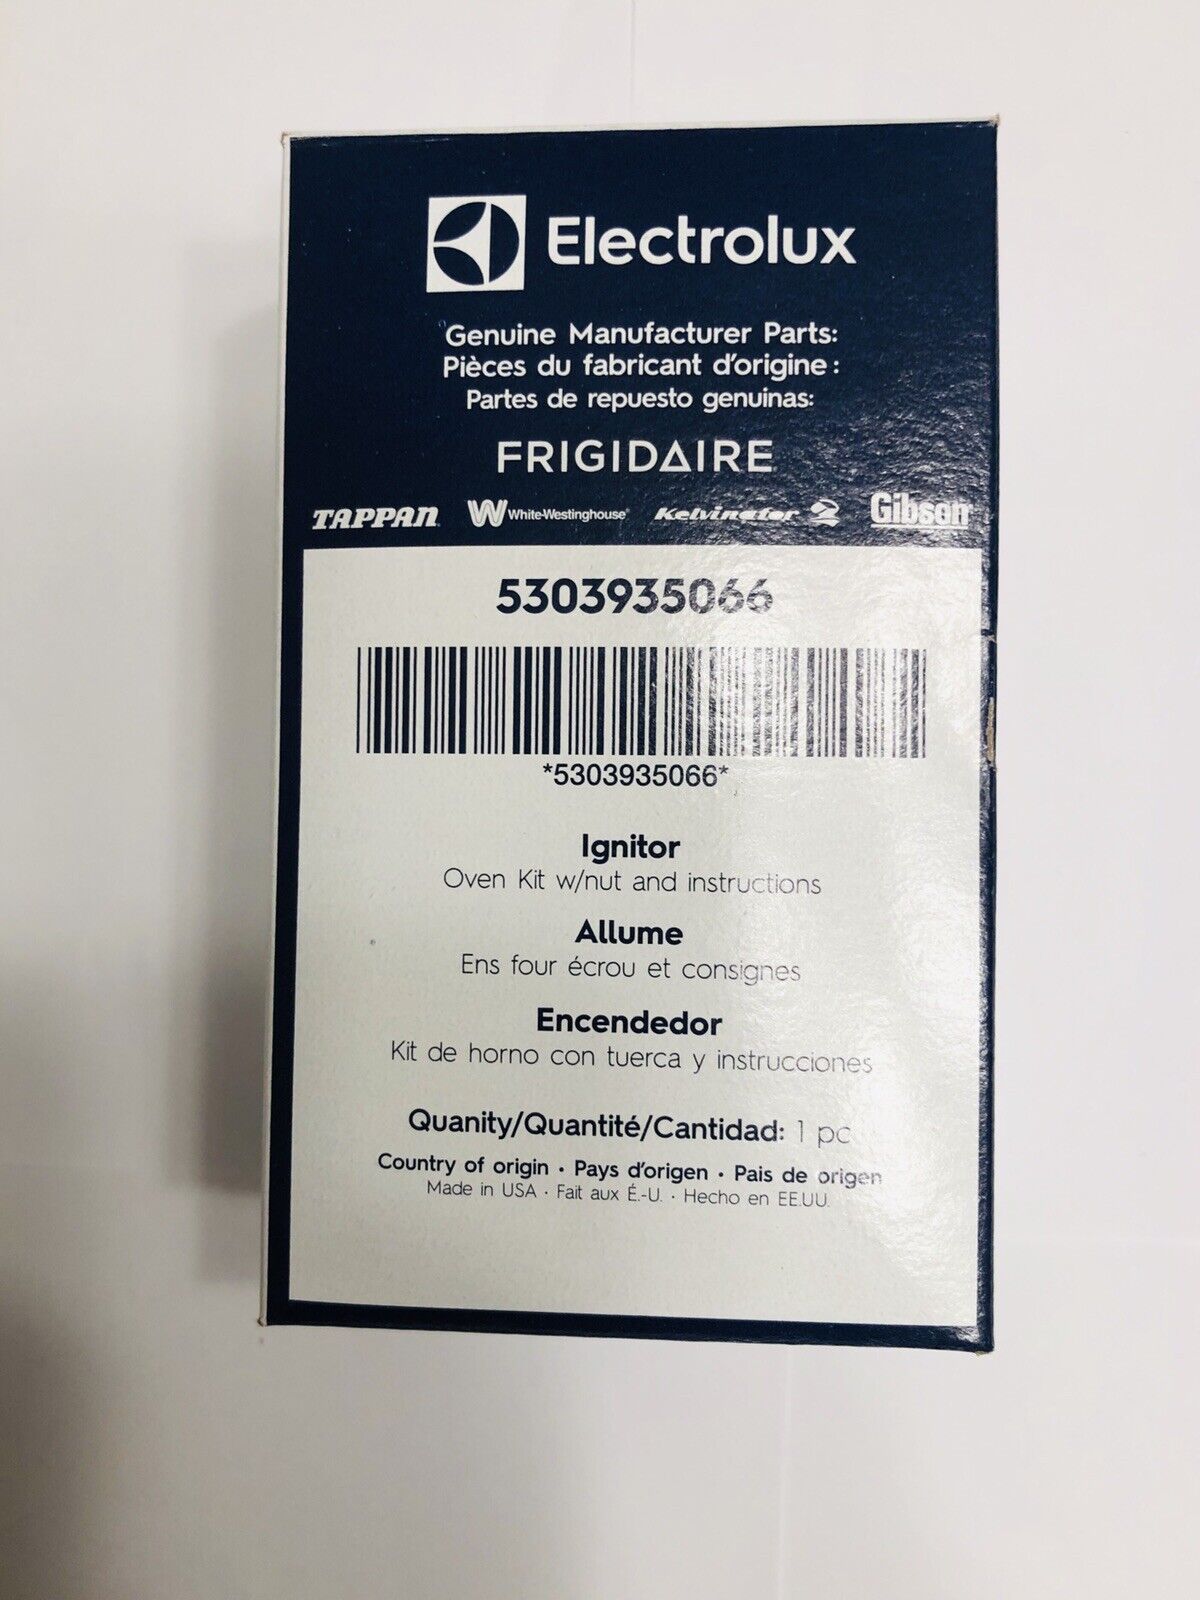 Electrolux
Genuine Manufacturer Parts:
Pièces du fabricant d'origine :
Partes de repuesto genuinas:
FRIGIDAIRE
TAPPAN White-Westinghouse Kelvinator Gibson
5303935066
*5303935066*
Ignitor
Oven Kit w/nut and instructions
Allume
Ens four écrou et consignes
Encendedor
Kit de horno con tuerca y instrucciones
Quanity/Quantité/Cantidad: 1 pc
Country of origin · Pays d'origen · Pais de origen
Made in USA · Fait aux É.-U. · Hecho en EE.UU.